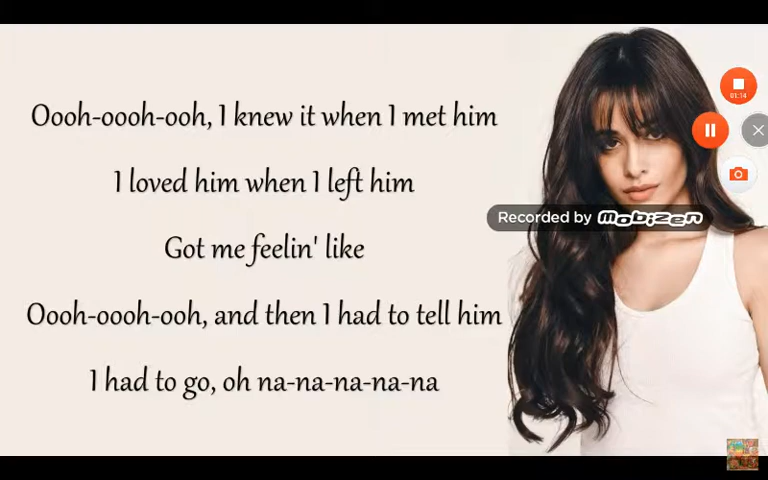 Oooh-oooh-ooh, I knew it when I met him
I loved him when I left him
Got me feelin' like
Oooh-oooh-ooh, and then I had to tell him
I had to go, oh na-na-na-na-na
01:14
Recorded by mobizen